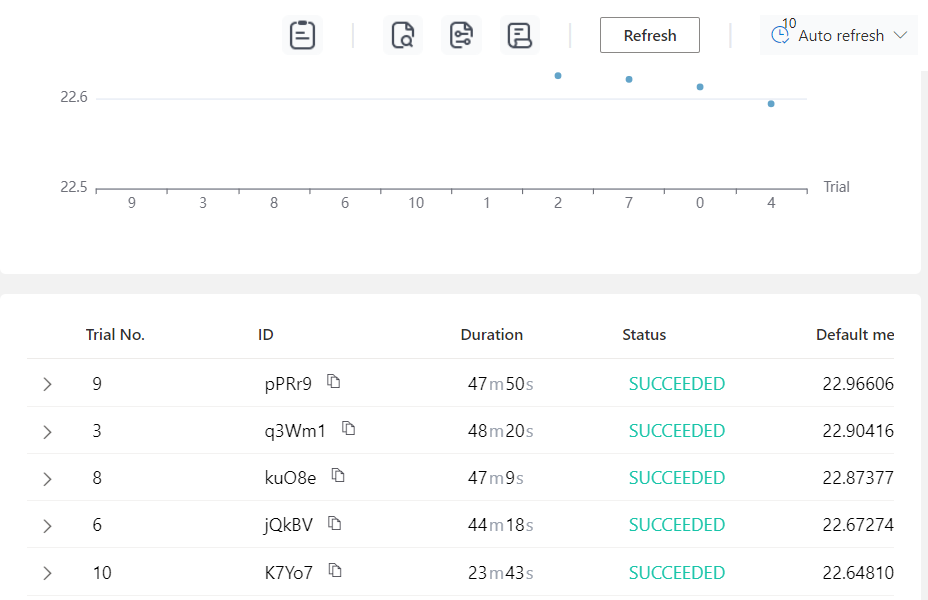 10
Refresh
Auto refresh
22.6
22.5
Trial
9 3 8 6 10 1 2 7 0 4
Trial No. ID Duration Status Default me
9 pPRr9 47m50s SUCCEEDED 22.96606
3 q3Wm1 48m20s SUCCEEDED 22.90416
8 kuO8e 47m9s SUCCEEDED 22.87377
6 jQkBV 44m18s SUCCEEDED 22.67274
10 K7Yo7 23m43s SUCCEEDED 22.64810